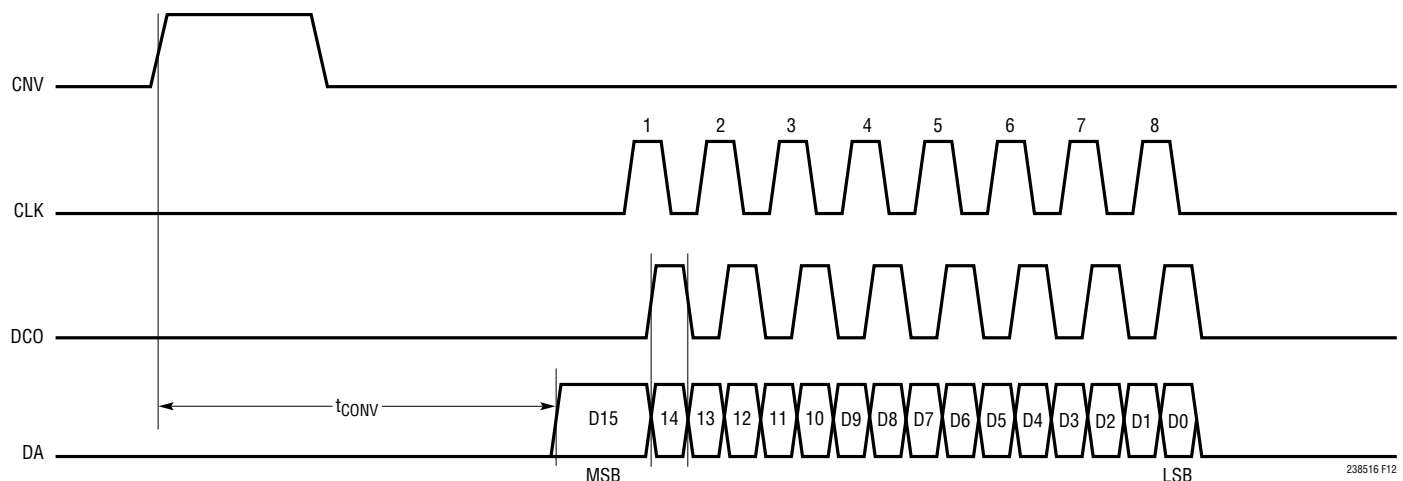 CNV
1 2 3 4 5 6 7 8
CLK
DCO
tCONV
D15 14 13 12 11 10 D9 D8 D7 D6 D5 D4 D3 D2 D1 D0
DA
MSB LSB
238516 F12